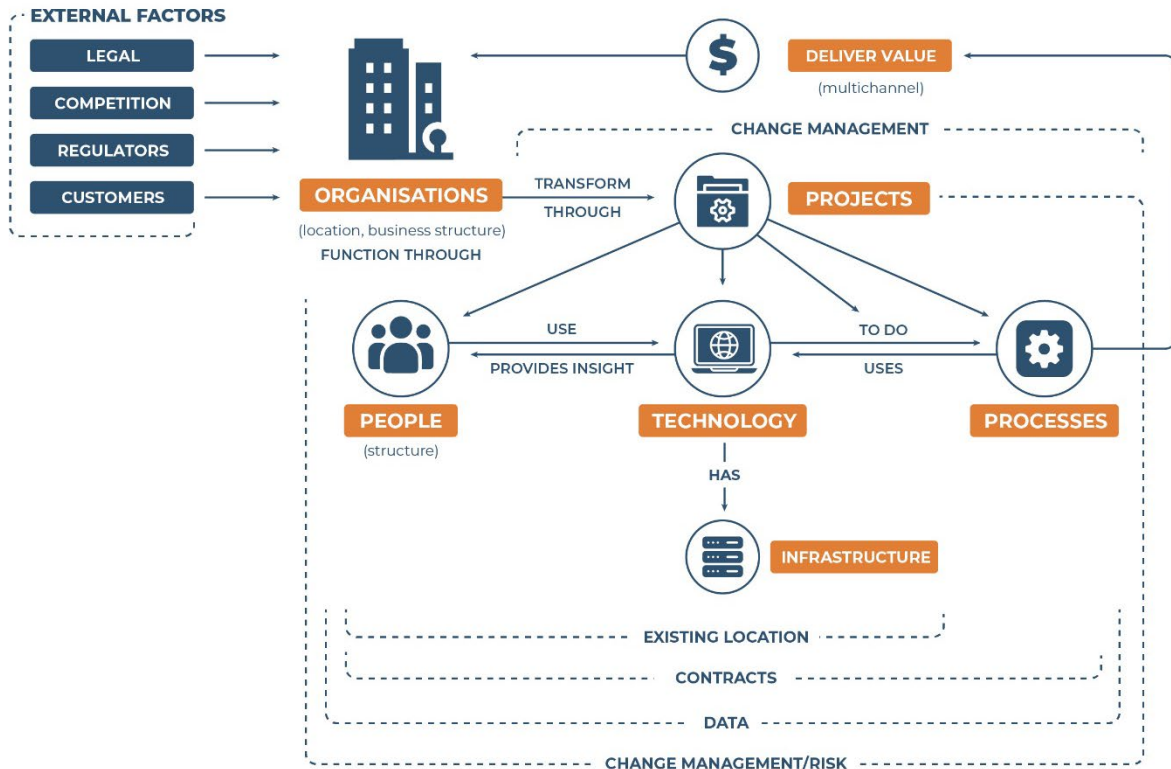 EXTERNAL FACTORS
LEGAL
COMPETITION
REGULATORS
CUSTOMERS
$
DELIVER VALUE
(multichannel)
CHANGE MANAGEMENT
ORGANISATIONS
(location, business structure)
FUNCTION THROUGH
TRANSFORM
THROUGH
PROJECTS
USE
PROVIDES INSIGHT
TO DO
USES
PEOPLE
(structure)
TECHNOLOGY
PROCESSES
HAS
INFRASTRUCTURE
EXISTING LOCATION
CONTRACTS
DATA
CHANGE MANAGEMENT/RISK